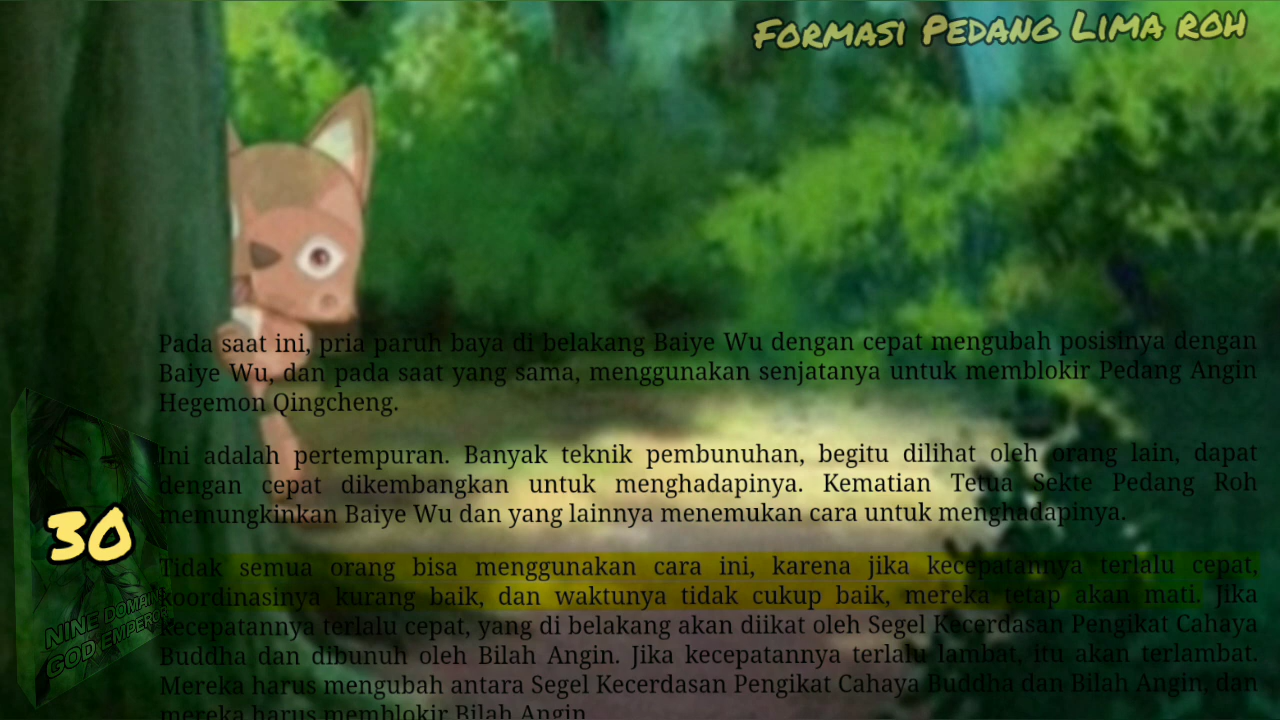 Formasi Pedang Lima roh
Pada saat ini, pria paruh baya di belakang Baiye Wu dengan cepat mengubah posisinya dengan
Baiye Wu, dan pada saat yang sama, menggunakan senjatanya untuk memblokir Pedang Angin
Hegemon Qingcheng.
Ini adalah pertempuran. Banyak teknik pembunuhan, begitu dilihat oleh orang lain, dapat
dengan cepat dikembangkan untuk menghadapinya. Kematian Tetua Sekte Pedang Roh
memungkinkan Baiye Wu dan yang lainnya menemukan cara untuk menghadapinya.
Tidak semua orang bisa menggunakan cara ini, karena jika kecepatannya terlalu cepat,
koordinasinya kurang baik, dan waktunya tidak cukup baik, mereka tetap akan mati. Jika
kecepatannya terlalu cepat, yang di belakang akan diikat oleh Segel Kecerdasan Pengikat Cahaya
Buddha dan dibunuh oleh Bilah Angin. Jika kecepatannya terlalu lambat, itu akan terlambat.
Mereka harus mengubah antara Segel Kecerdasan Pengikat Cahaya Buddha dan Bilah Angin, dan
mereka harus memblokir Bilah Angin
30
NINE DOMAINS
GOD EMPEROR